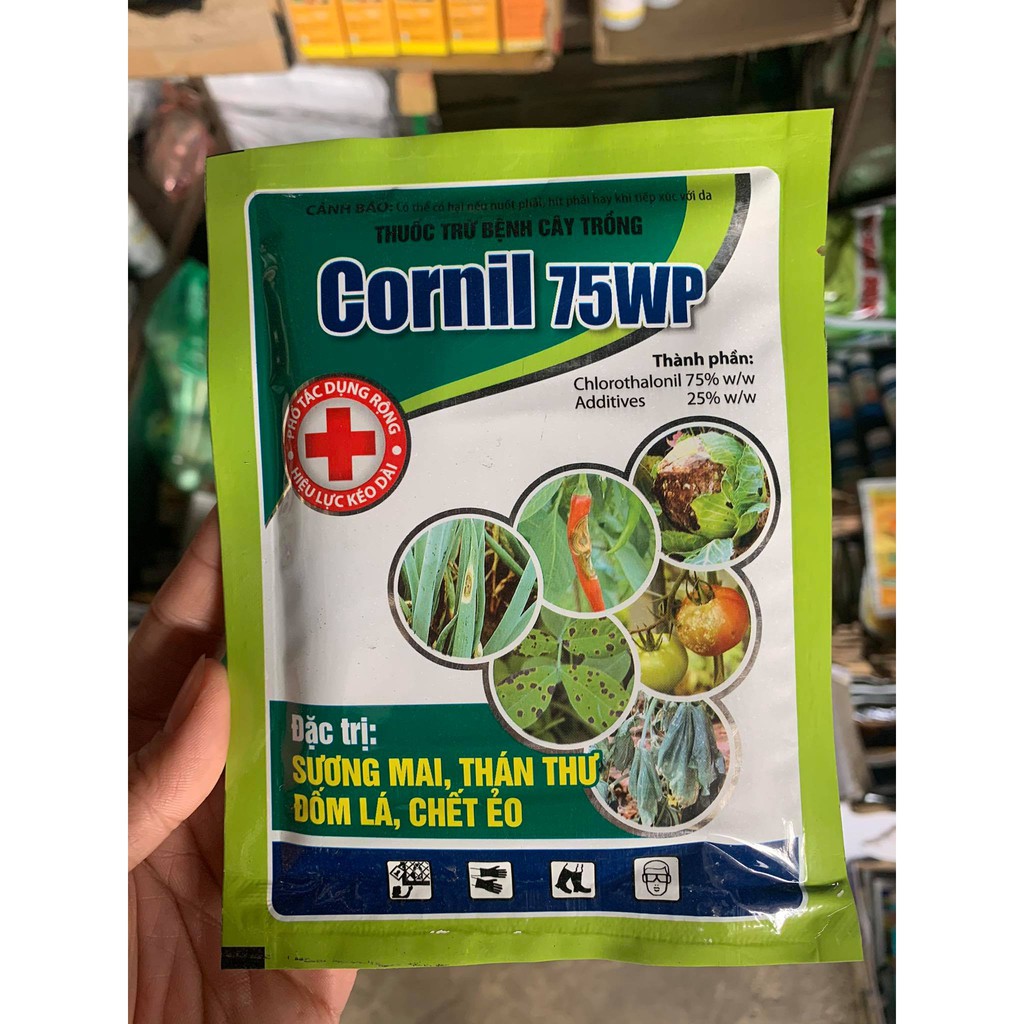 CẢNH BÁO: Có thể có hại nếu nuốt phải, hít phải hay khi tiếp xúc với da
THUỐC TRỪ BỆNH CÂY TRỒNG
Cornil 75WP
Thành phần:
Chlorothalonil 75% w/w
Additives 25% w/w
PHỔ TÁC DỤNG RỘNG
HIỆU LỰC KÉO DÀI
Đặc trị:
SƯƠNG MAI, THÁN THƯ
ĐỐM LÁ, CHẾT ẺO